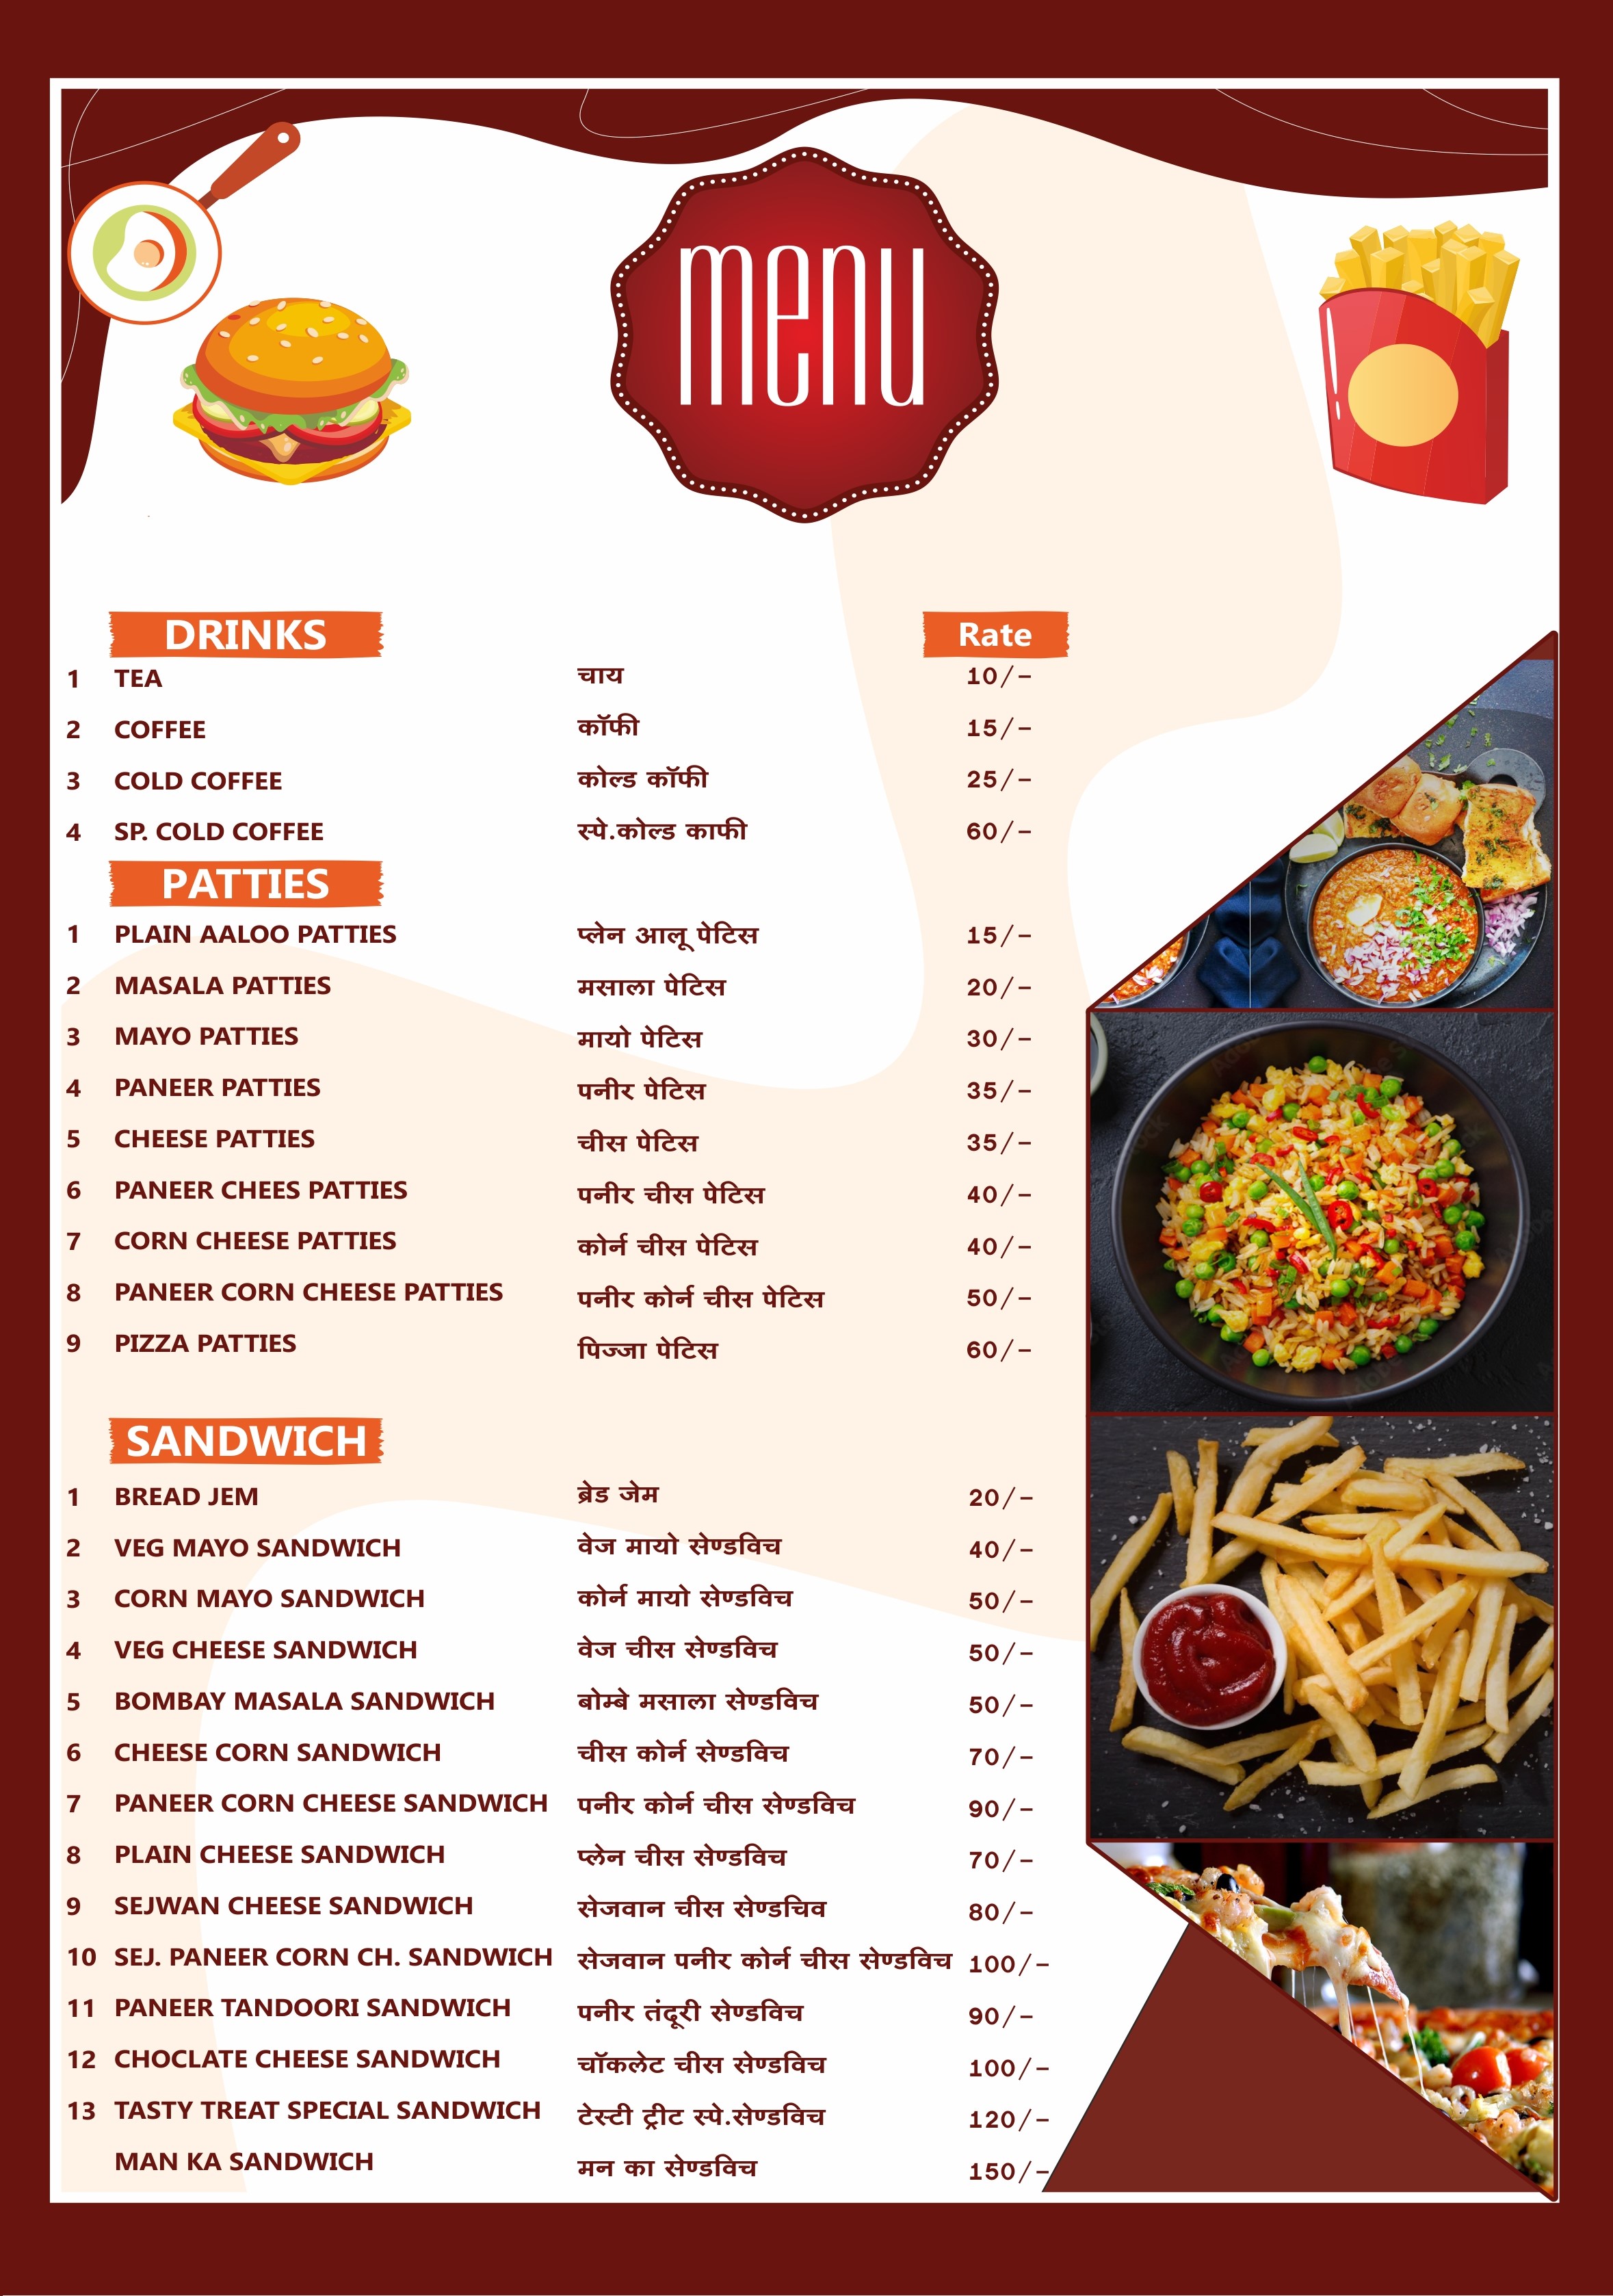 menu
DRINKS Rate
1 TEA चाय 10/-
2 COFFEE कॉफी 15/-
3 COLD COFFEE कोल्ड कॉफी 25/-
4 SP. COLD COFFEE स्पे.कोल्ड काफी 60/-
PATTIES
1 PLAIN AALOO PATTIES प्लेन आलू पेटिस 15/-
2 MASALA PATTIES मसाला पेटिस 20/-
3 MAYO PATTIES मायो पेटिस 30/-
4 PANEER PATTIES पनीर पेटिस 35/-
5 CHEESE PATTIES चीस पेटिस 35/-
6 PANEER CHEES PATTIES पनीर चीस पेटिस 40/-
7 CORN CHEESE PATTIES कोर्न चीस पेटिस 40/-
8 PANEER CORN CHEESE PATTIES पनीर कोर्न चीस पेटिस 50/-
9 PIZZA PATTIES पिज्जा पेटिस 60/-
SANDWICH
1 BREAD JEM ब्रेड जेम 20/-
2 VEG MAYO SANDWICH वेज मायो सेण्डविच 40/-
3 CORN MAYO SANDWICH कोर्न मायो सेण्डविच 50/-
4 VEG CHEESE SANDWICH वेज चीस सेण्डविच 50/-
5 BOMBAY MASALA SANDWICH बोम्बे मसाला सेण्डविच 50/-
6 CHEESE CORN SANDWICH चीस कोर्न सेण्डविच 70/-
7 PANEER CORN CHEESE SANDWICH पनीर कोर्न चीस सेण्डविच 90/-
8 PLAIN CHEESE SANDWICH प्लेन चीस सेण्डविच 70/-
9 SEJWAN CHEESE SANDWICH सेजवान चीस सेण्डचिव 80/-
10 SEJ. PANEER CORN CH. SANDWICH सेजवान पनीर कोर्न चीस सेण्डविच 100/-
11 PANEER TANDOORI SANDWICH पनीर तंदूरी सेण्डविच 90/-
12 CHOCLATE CHEESE SANDWICH चॉकलेट चीस सेण्डविच 100/-
13 TASTY TREAT SPECIAL SANDWICH टेस्टी ट्रीट स्पे.सेण्डविच 120/-
MAN KA SANDWICH मन का सेण्डविच 150/-